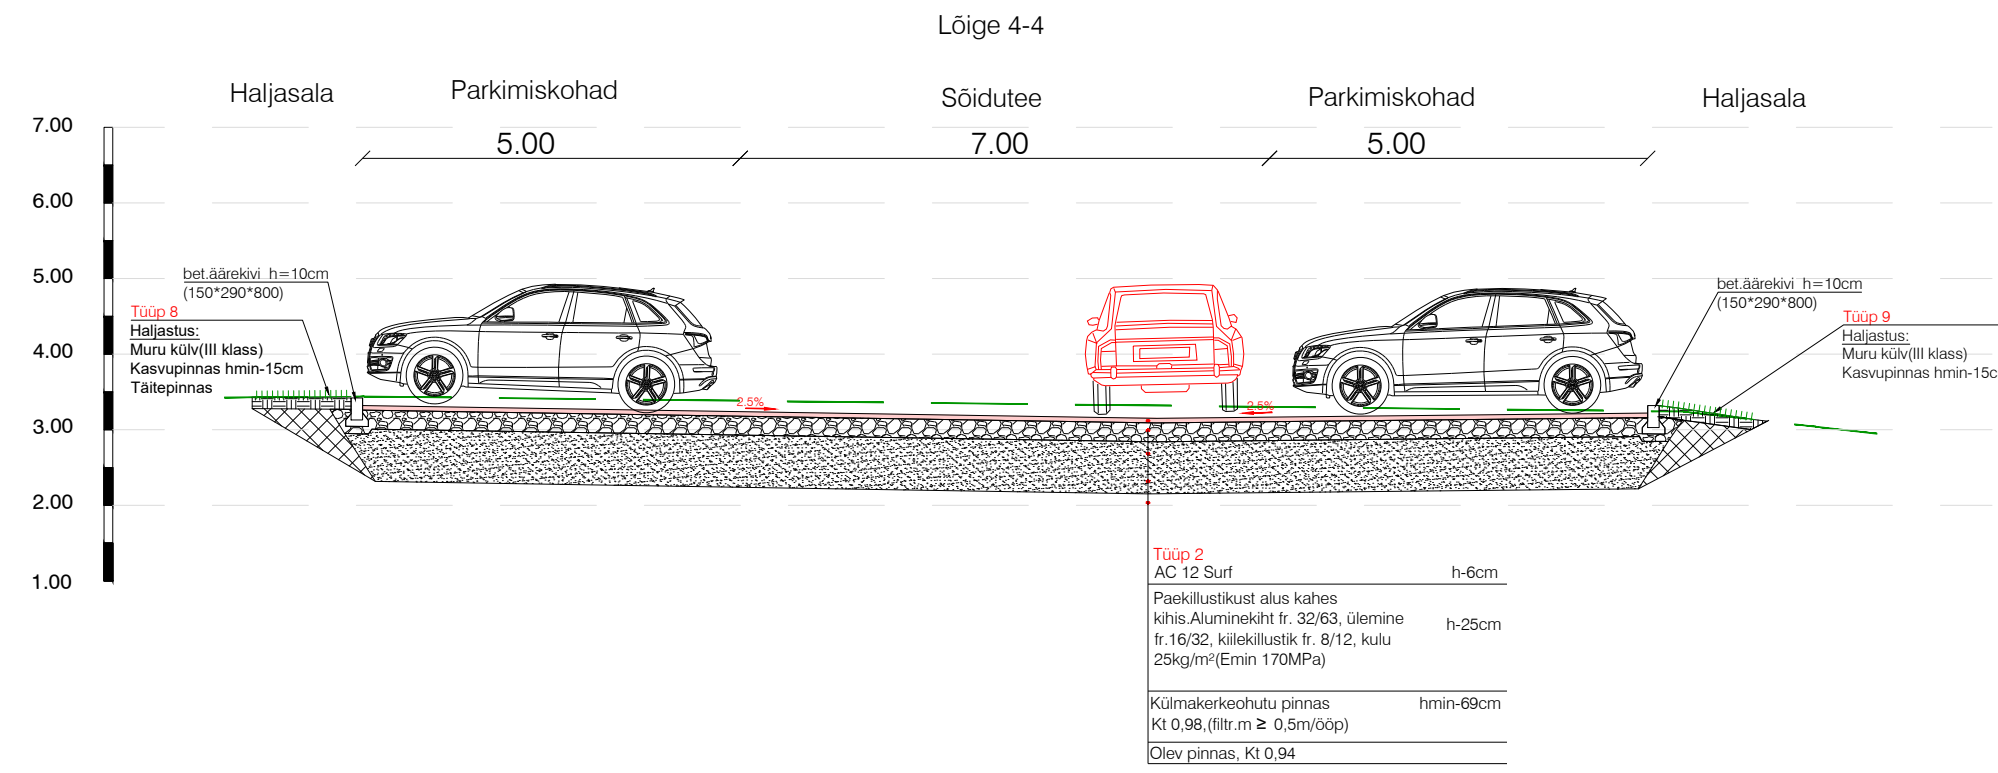 Lõige 4-4
Haljasala
Parkimiskohad
Sõidutee
Parkimiskohad
Haljasala
5.00
7.00
5.00
7.00
6.00
5.00
4.00
3.00
2.00
1.00
bet.äärekivi h=10cm
(150*290*800)
Tüüp 8
Haljastus:
Muru külv(III klass)
Kasvupinnas hmin-15cm
Täitepinnas
2.5%
2.5%
bet.äärekivi h=10cm
(150*290*800)
Tüüp 9
Haljastus:
Muru külv(III klass)
Kasvupinnas hmin-15c
Tüüp 2
AC 12 Surf h-6cm
Paekillustikust alus kahes
kihis.Aluminekiht fr. 32/63, ülemine
fr.16/32, kiilekillustik fr. 8/12, kulu
25kg/m²(Emin 170MPa)
h-25cm
Külmakerkeohutu pinnas hmin-69cm
Kt 0,98,(filtr.m ≥ 0,5m/ööp)
Olev pinnas, Kt 0,94